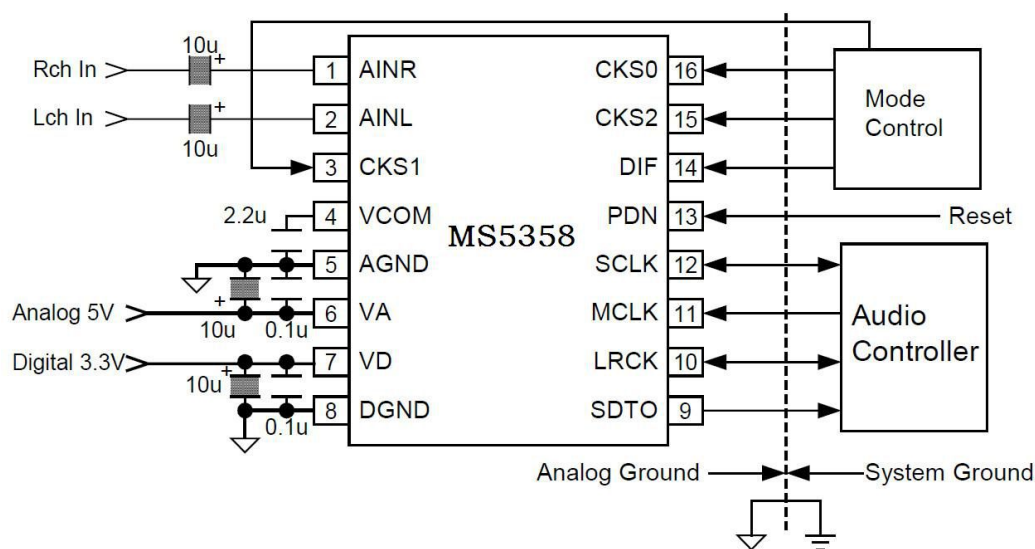 10u
+
Rch In
1
AINR
CKS0
16
Mode
Control
+
Lch In
2
AINL
CKS2
15
10u
3
CKS1
DIF
14
2.2u
4
VCOM
PDN
13
Reset
MS5358
5
AGND
SCLK
12
+
Analog 5V
6
VA
MCLK
11
Audio
Controller
10u
0.1u
Digital 3.3V
7
VD
LRCK
10
+
10u
8
DGND
SDTO
9
0.1u
Analog Ground
System Ground